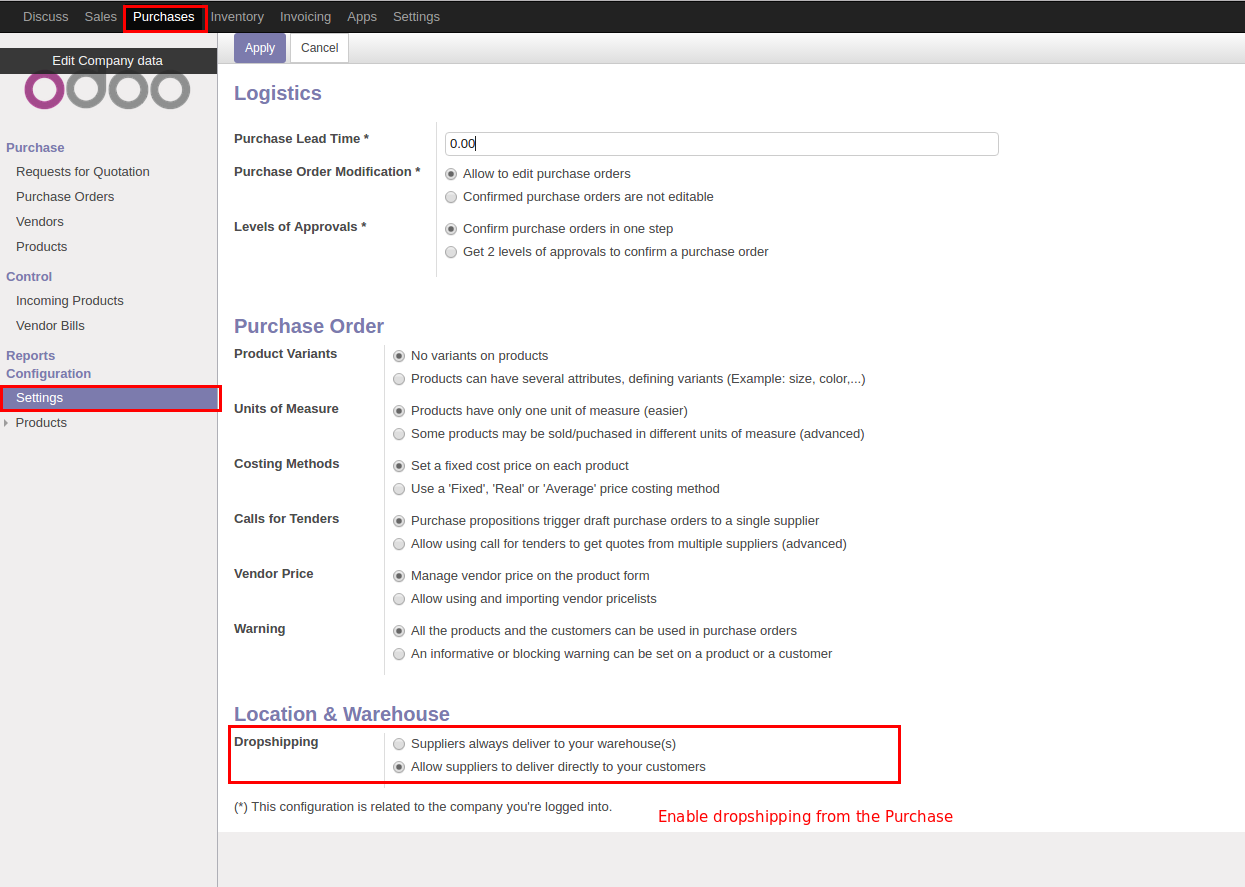 Discuss Sales Purchases Inventory Invoicing Apps Settings
Edit Company data
odoo
Purchase
Requests for Quotation
Purchase Orders
Vendors
Products
Control
Incoming Products
Vendor Bills
Reports
Configuration
Settings
Products
Apply Cancel
Logistics
Purchase Lead Time * 0.00
Purchase Order Modification * Allow to edit purchase orders
Confirmed purchase orders are not editable
Levels of Approvals * Confirm purchase orders in one step
Get 2 levels of approvals to confirm a purchase order
Purchase Order
Product Variants No variants on products
Products can have several attributes, defining variants (Example: size, color,...)
Units of Measure Products have only one unit of measure (easier)
Some products may be sold/puchased in different units of measure (advanced)
Costing Methods Set a fixed cost price on each product
Use a 'Fixed', 'Real' or 'Average' price costing method
Calls for Tenders Purchase propositions trigger draft purchase orders to a single supplier
Allow using call for tenders to get quotes from multiple suppliers (advanced)
Vendor Price Manage vendor price on the product form
Allow using and importing vendor pricelists
Warning All the products and the customers can be used in purchase orders
An informative or blocking warning can be set on a product or a customer
Location & Warehouse
Dropshipping Suppliers always deliver to your warehouse(s)
Allow suppliers to deliver directly to your customers
(*) This configuration is related to the company you're logged into.
Enable dropshipping from the Purchase